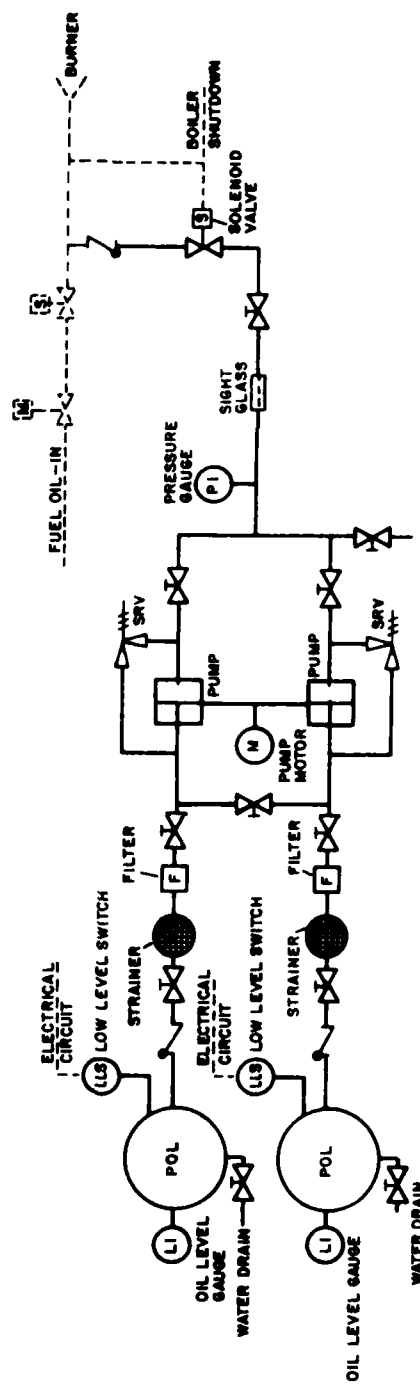 FUEL OIL-IN
M
S
BURNER
BOILER
SHUTDOWN
S
SOLENOID
VALVE
ELECTRICAL
CIRCUIT
LLS
LOW LEVEL SWITCH
POL
LI
OIL LEVEL
GAUGE
WATER DRAIN
STRAINER
FILTER
F
PUMP
SRV
PRESSURE
GAUGE
PI
SIGHT
GLASS
M
PUMP
MOTOR
ELECTRICAL
CIRCUIT
LLS
LOW LEVEL SWITCH
POL
LI
OIL LEVEL GAUGE
WATER DRAIN
STRAINER
FILTER
F
PUMP
SRV